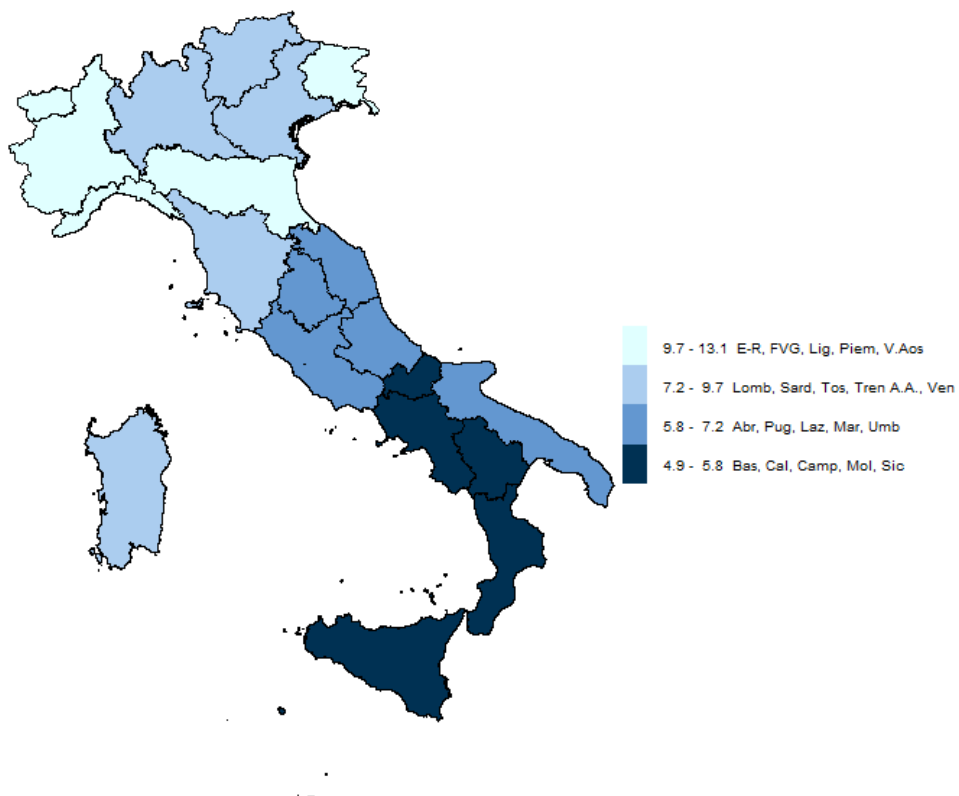 9.7 - 13.1 E-R, FVG, Lig, Piem, V.Aos
7.2 - 9.7 Lomb, Sard, Tos, Tren A.A., Ven
5.8 - 7.2 Abr, Pug, Laz, Mar, Umb
4.9 - 5.8 Bas, Cal, Camp, Mol, Sic